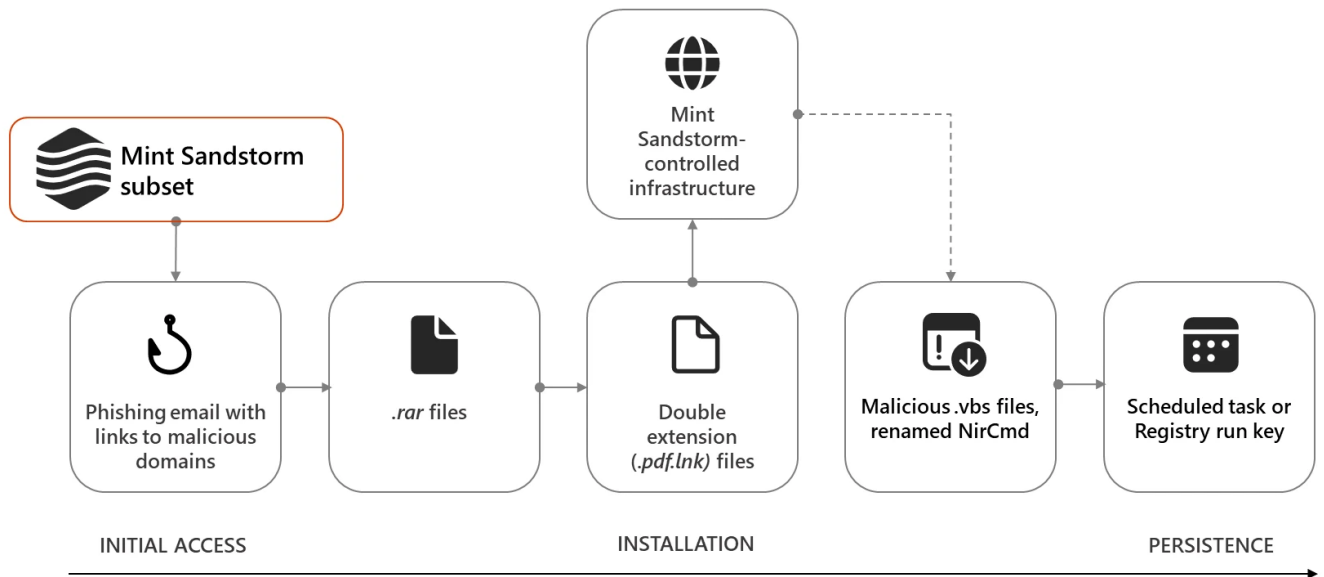 Mint
Sandstorm-
controlled
infrastructure
Mint Sandstorm
subset
Phishing email with
links to malicious
domains
.rar files
Double
extension
(.pdf.lnk) files
Malicious .vbs files,
renamed NirCmd
Scheduled task or
Registry run key
INITIAL ACCESS
INSTALLATION
PERSISTENCE